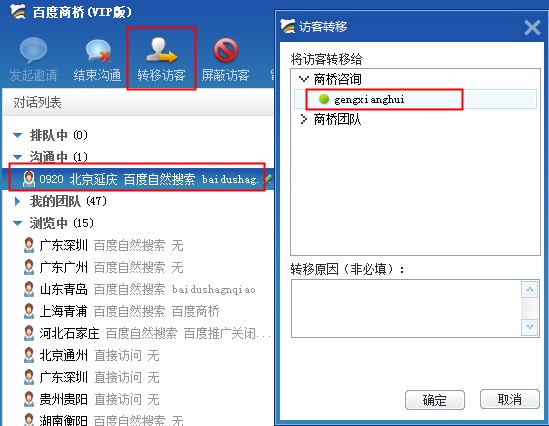 百度商桥(VIP版)
发起邀请 结束沟通 转移访客 屏蔽访客
对话列表
排队中 (0)
沟通中 (1)
0920 北京延庆 百度自然搜索 baidushag...
我的团队 (47)
浏览中 (15)
广东深圳 百度自然搜索 无
广东广州 百度自然搜索 无
山东青岛 百度自然搜索 baidushagnqiao
上海青浦 百度自然搜索 百度商桥
河北石家庄 百度自然搜索 百度推广关闭...
北京通州 直接访问 无
广东深圳 直接访问 无
贵州贵阳 直接访问 无
湖南衡阳 百度自然搜索 无
访客转移
将访客转移给
商桥咨询
gengxianghui
商桥团队
转移原因(非必填):
确定 取消